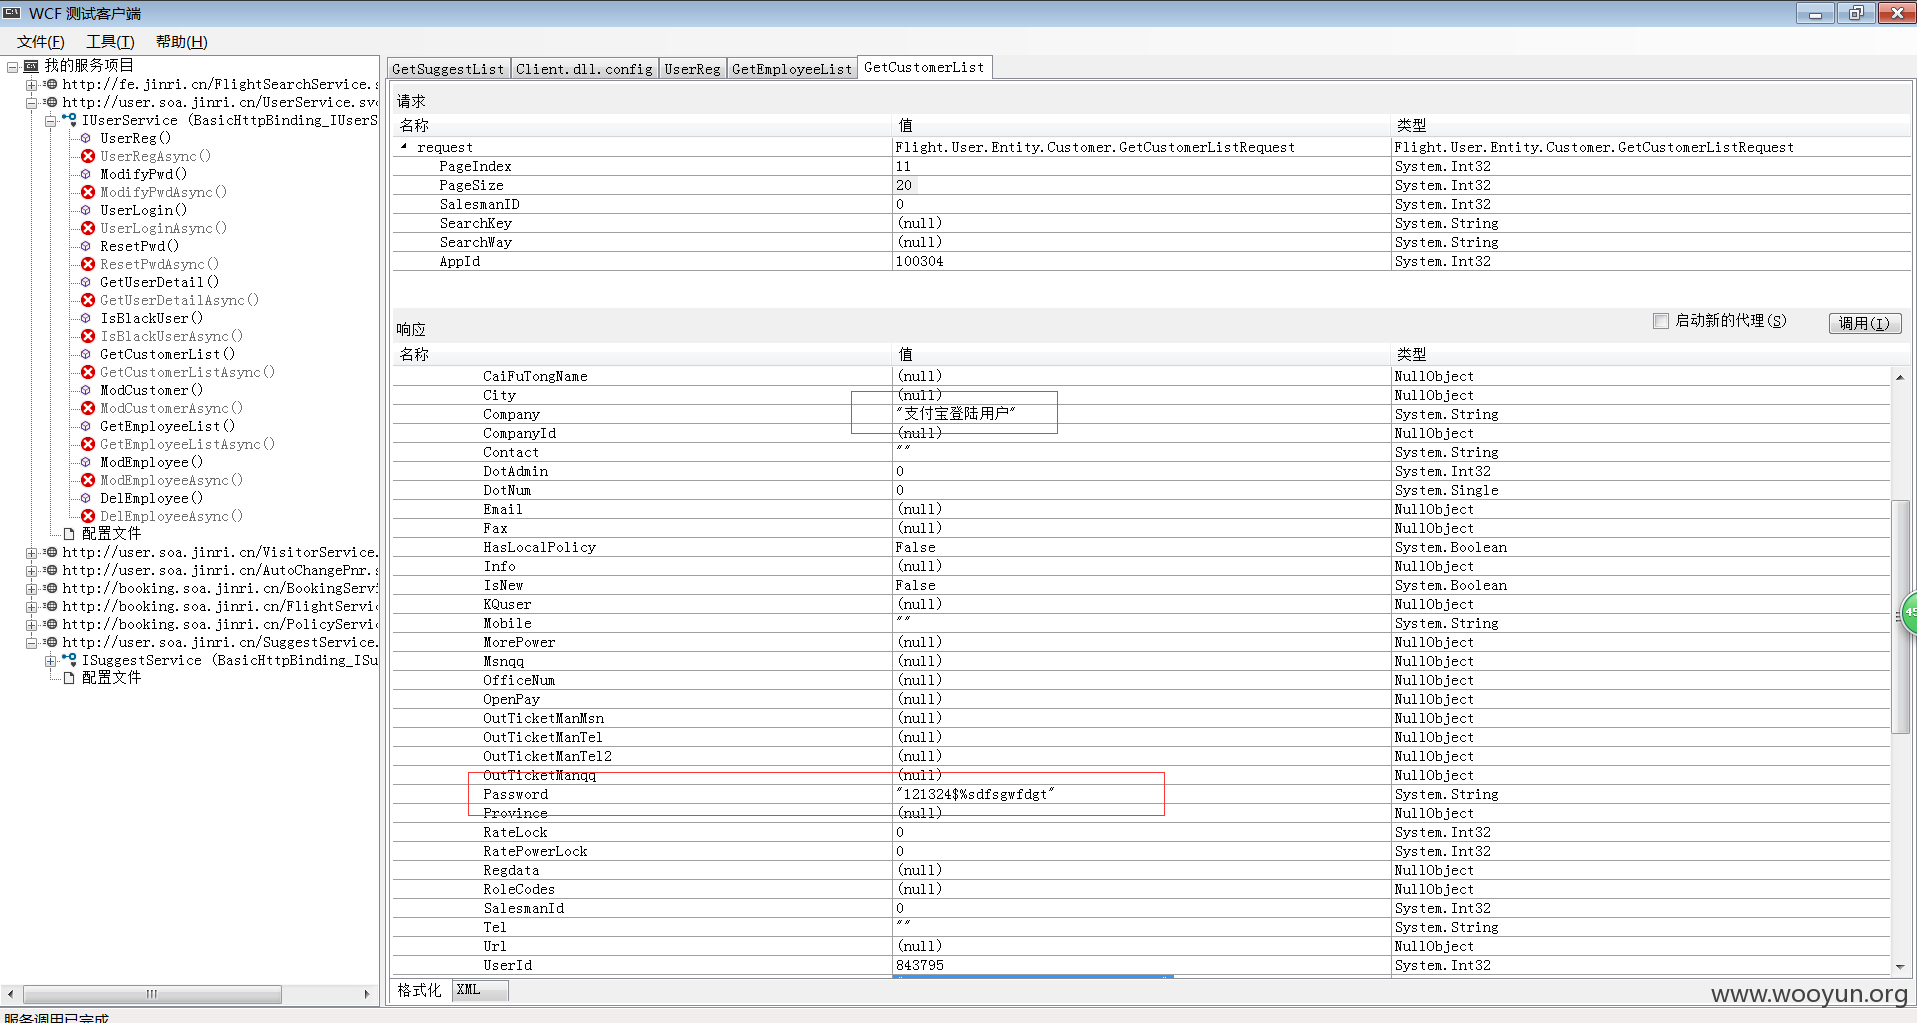 WCF 测试客户端
文件(F) 工具(T) 帮助(H)
我的服务项目
http://fe.jinri.cn/FlightSearchService.s
http://user.soa.jinri.cn/UserService.svc
IUserService (BasicHttpBinding_IUserS
UserReg()
UserRegAsync()
ModifyPwd()
ModifyPwdAsync()
UserLogin()
UserLoginAsync()
ResetPwd()
ResetPwdAsync()
GetUserDetail()
GetUserDetailAsync()
IsBlackUser()
IsBlackUserAsync()
GetCustomerList()
GetCustomerListAsync()
ModCustomer()
ModCustomerAsync()
GetEmployeeList()
GetEmployeeListAsync()
ModEmployee()
ModEmployeeAsync()
DelEmployee()
DelEmployeeAsync()
配置文件
http://user.soa.jinri.cn/VisitorService.
http://user.soa.jinri.cn/AutoChangePnr.s
http://booking.soa.jinri.cn/BookingServi
http://booking.soa.jinri.cn/FlightServic
http://booking.soa.jinri.cn/PolicyServic
http://user.soa.jinri.cn/SuggestService.
ISuggestService (BasicHttpBinding_ISu
配置文件
GetSuggestList Client.dll.config UserReg GetEmployeeList GetCustomerList
请求
名称 值 类型
request Flight.User.Entity.Customer.GetCustomerListRequest Flight.User.Entity.Customer.GetCustomerListRequest
PageIndex 11 System.Int32
PageSize 20 System.Int32
SalesmanID 0 System.Int32
SearchKey (null) System.String
SearchWay (null) System.String
AppId 100304 System.Int32
响应
启动新的代理(S) 调用(I)
名称 值 类型
CaiFuTongName (null) NullObject
City (null) NullObject
Company "支付宝登陆用户" System.String
CompanyId (null) NullObject
Contact "" System.String
DotAdmin 0 System.Int32
DotNum 0 System.Single
Email (null) NullObject
Fax (null) NullObject
HasLocalPolicy False System.Boolean
Info (null) NullObject
IsNew False System.Boolean
KQuser (null) NullObject
Mobile "" System.String
MorePower (null) NullObject
Msnqq (null) NullObject
OfficeNum (null) NullObject
OpenPay (null) NullObject
OutTicketManMsn (null) NullObject
OutTicketManTel (null) NullObject
OutTicketManTel2 (null) NullObject
OutTicketManqq (null) NullObject
Password "121324$%sdfsgwfdgt" System.String
Province (null) NullObject
RateLock 0 System.Int32
RatePowerLock 0 System.Int32
Regdata (null) NullObject
RoleCodes (null) NullObject
SalesmanId 0 System.Int32
Tel "" System.String
Url (null) NullObject
UserId 843795 System.Int32
45
格式化 XML
www.wooyun.org
服务调用已完成